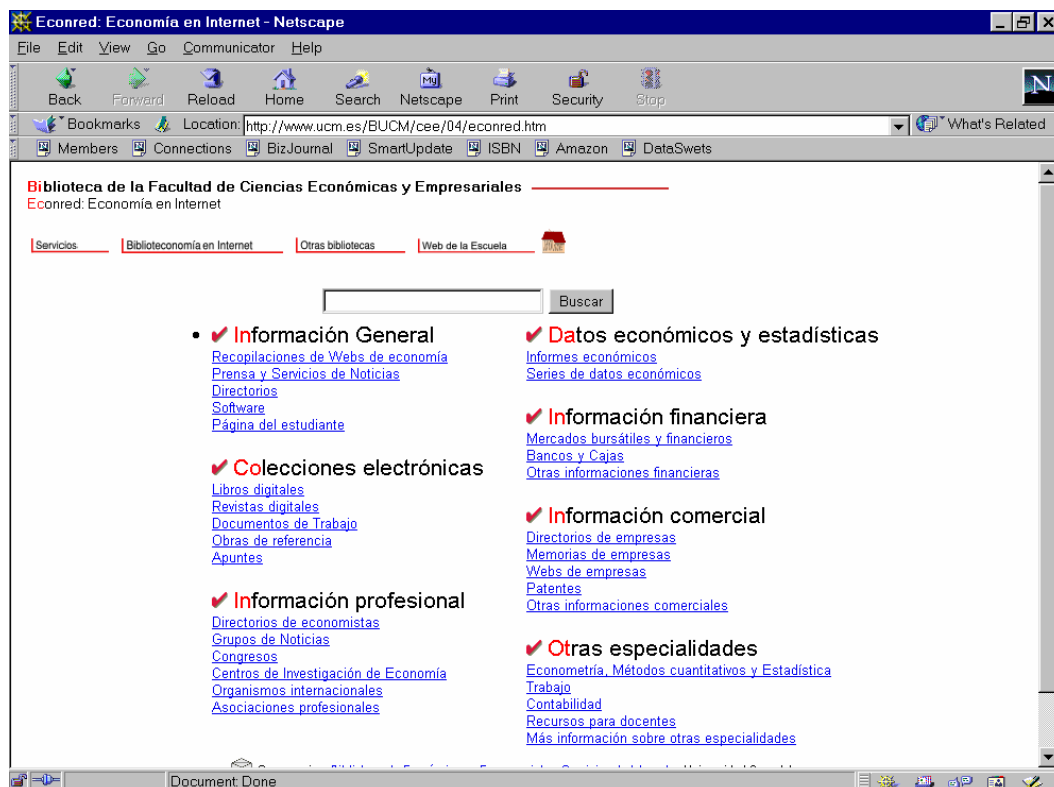 Econred: Economía en Internet - Netscape
File Edit View Go Communicator Help
Back Forward Reload Home Search Netscape Print Security Stop
Bookmarks Location: http://www.ucm.es/BUCM/cee/04/econred.htm What's Related
Members Connections BizJournal SmartUpdate ISBN Amazon DataSwets
Biblioteca de la Facultad de Ciencias Económicas y Empresariales
Econred: Economía en Internet
Servicios Biblioteconomía en Internet Otras bibliotecas Web de la Escuela
Buscar
Información General
Recopilaciones de Webs de economía
Prensa y Servicios de Noticias
Directorios
Software
Página del estudiante
Colecciones electrónicas
Libros digitales
Revistas digitales
Documentos de Trabajo
Obras de referencia
Apuntes
Información profesional
Directorios de economistas
Grupos de Noticias
Congresos
Centros de Investigación de Economía
Organismos internacionales
Asociaciones profesionales
Datos económicos y estadísticas
Informes económicos
Series de datos económicos
Información financiera
Mercados bursátiles y financieros
Bancos y Cajas
Otras informaciones financieras
Información comercial
Directorios de empresas
Memorias de empresas
Webs de empresas
Patentes
Otras informaciones comerciales
Otras especialidades
Econometría, Métodos cuantitativos y Estadística
Trabajo
Contabilidad
Recursos para docentes
Más información sobre otras especialidades
Document: Done